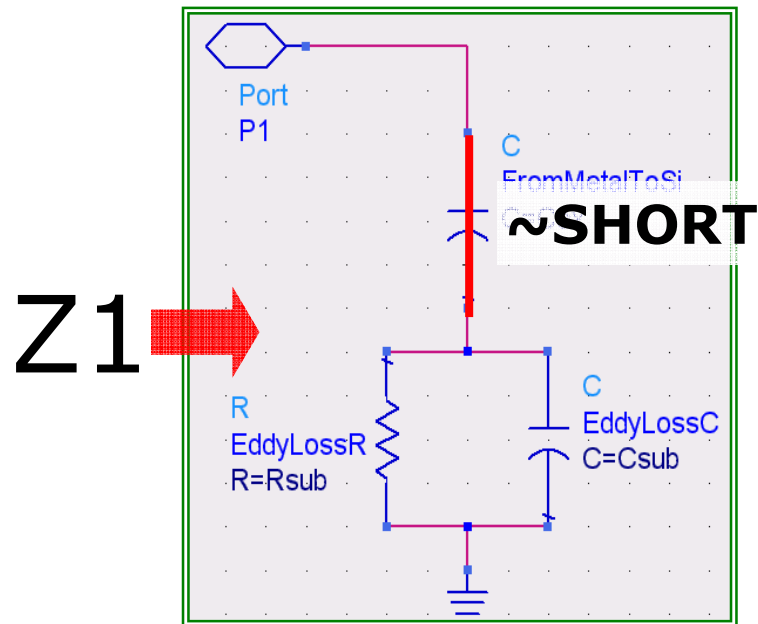 Port
P1
C
FromMetalToSi
~SHORT
Z1
R
EddyLossR
R=Rsub
C
EddyLossC
C=Csub